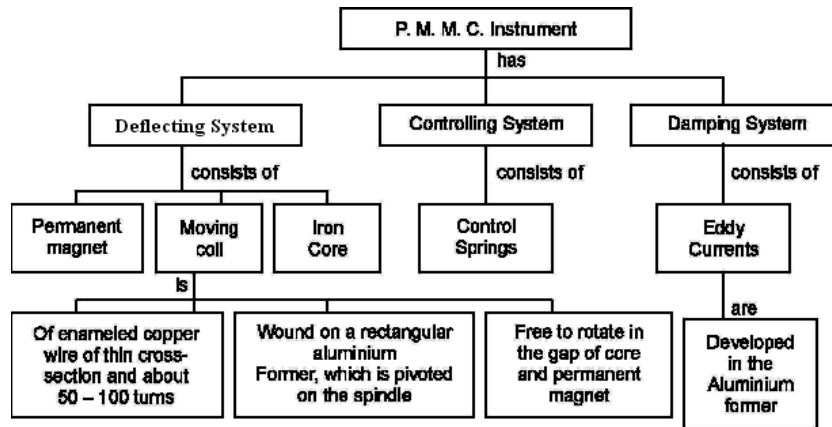 P. M. M. C. Instrument
has
Deflecting System
Controlling System
Damping System
consists of
consists of
consists of
Permanent
magnet
Moving
coil
Iron
Core
Control
Springs
Eddy
Currents
is
are
Of enameled copper
wire of thin cross-
section and about
50 – 100 turns
Wound on a rectangular
aluminium
Former, which is pivoted
on the spindle
Free to rotate in
the gap of core
and permanent
magnet
Developed
in the
Aluminium
former